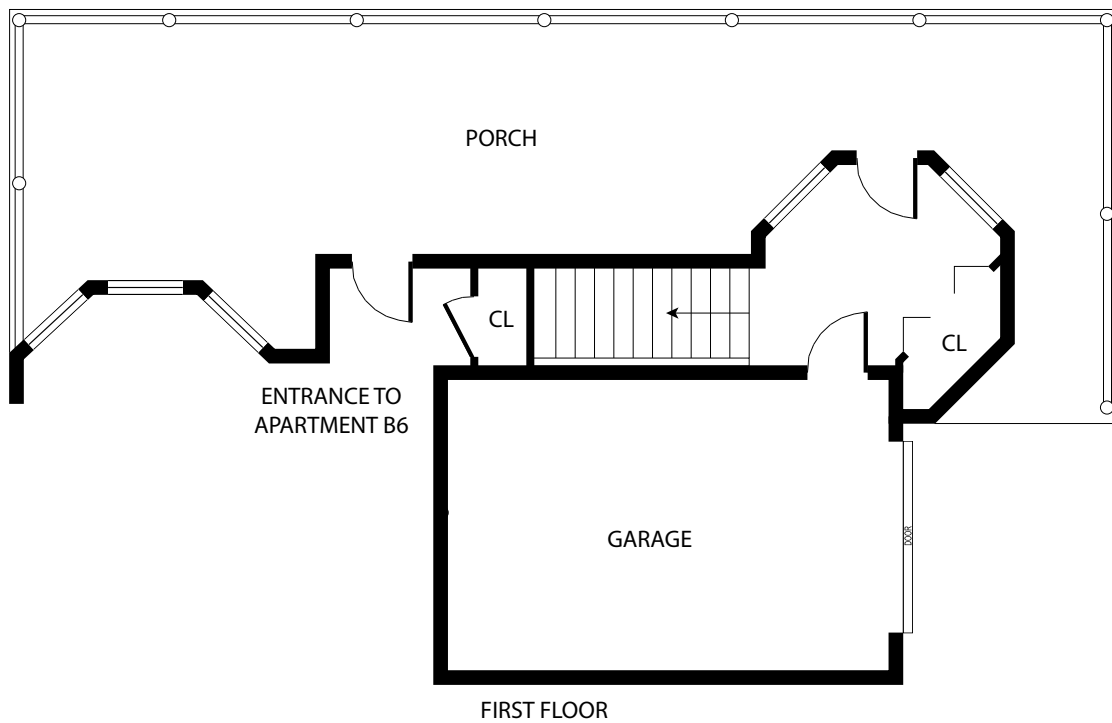 PORCH
CL
CL
ENTRANCE TO
APARTMENT B6
DOOR
GARAGE
FIRST FLOOR